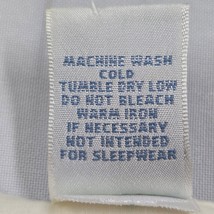 MACHINE WASH
COLD
TUMBLE DRY LOW
DO NOT BLEACH
WARM IRON
IF NECESSARY
NOT INTENDED
FOR SLEEPWEAR